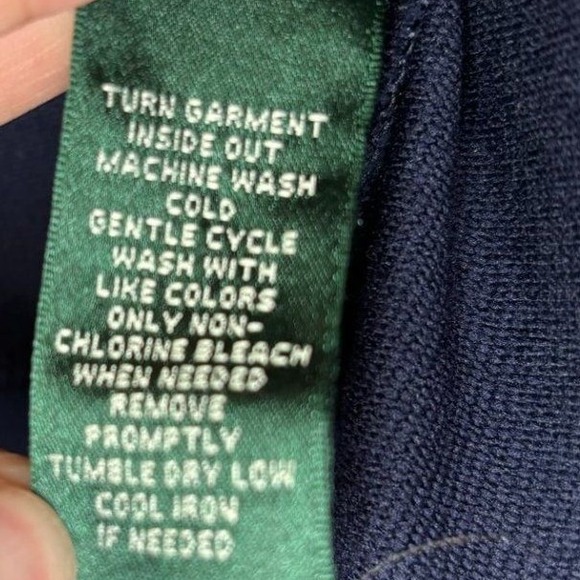 TURN GARMENT
INSIDE OUT
MACHINE WASH
COLD
GENTLE CYCLE
WASH WITH
LIKE COLORS
ONLY NON-
CHLORINE BLEACH
WHEN NEEDED
REMOVE
PROMPTLY
TUMBLE DRY LOW
COOL IRON
IF NEEDED